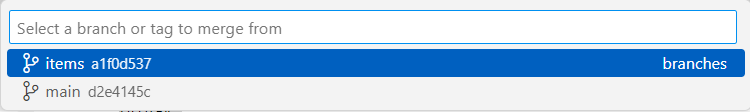 Select a branch or tag to merge from
items a1f0d537 branches
main d2e4145c